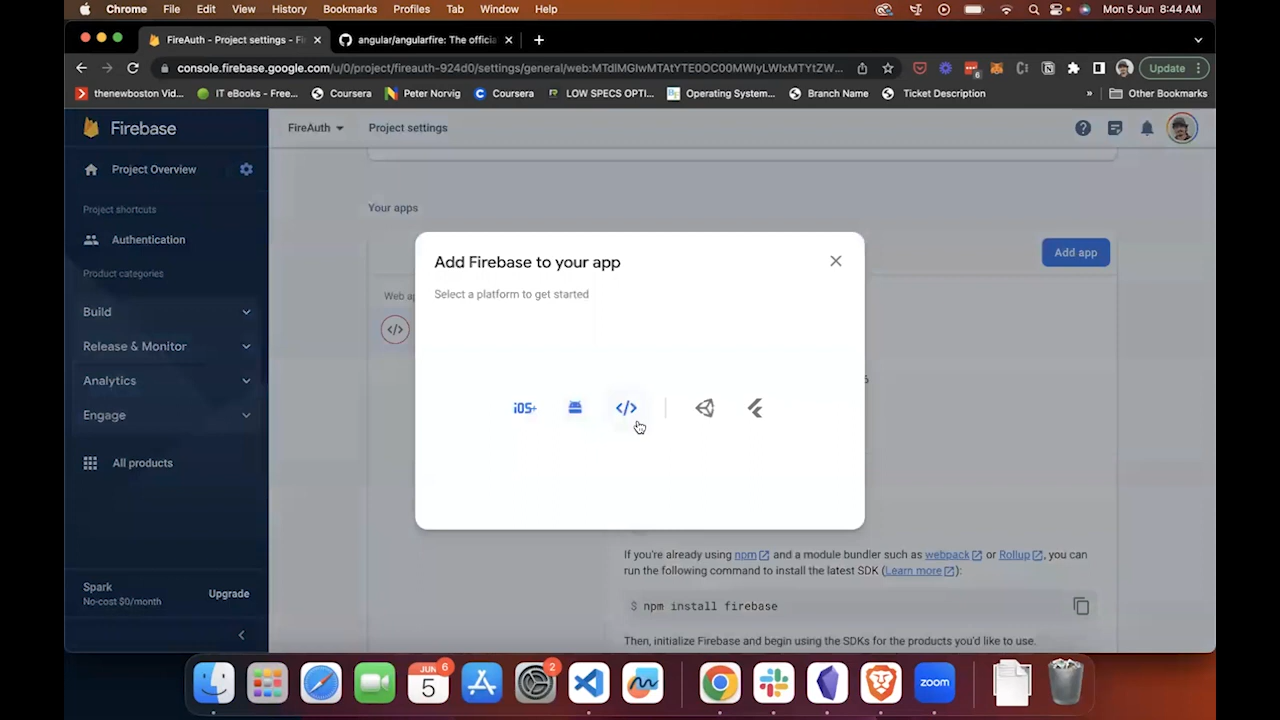 Chrome File Edit View History Bookmarks Profiles Tab Window Help Mon 5 Jun 8:44 AM
FireAuth - Project settings - Fi angular/angularfire: The officia
console.firebase.google.com/u/0/project/fireauth-924d0/settings/general/web:MTdlMGIwMTAtYTE0OC00MWIyLWIxMTYtZW... Update
thenewboston Vid... IT eBooks - Free... Coursera Peter Norvig Coursera LOW SPECS OPTI... Operating System... Branch Name Ticket Description » Other Bookmarks
Firebase FireAuth Project settings
Project Overview
Project shortcuts
Authentication
Product categories
Build
Release & Monitor
Analytics
Engage
All products
Spark
No-cost $0/month
Upgrade
Your apps
Add app
Web ap
Add Firebase to your app
Select a platform to get started
iOS+ </>
</>
If you're already using npm and a module bundler such as webpack or Rollup, you can
run the following command to install the latest SDK (Learn more):
$ npm install firebase
Then, initialize Firebase and begin using the SDKs for the products you'd like to use.
JUN 6
5
2
zoom